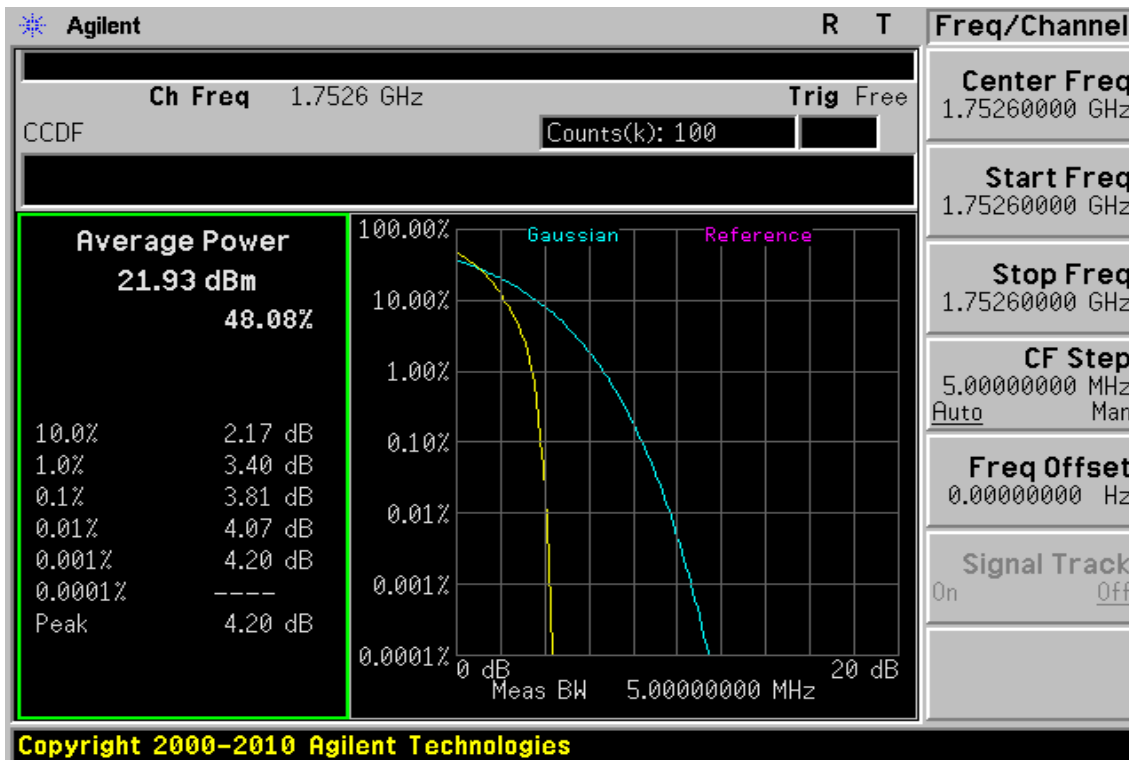 Agilent R T
Ch Freq 1.7526 GHz Trig Free
CCDF
Counts(k): 100
Average Power
21.93 dBm
48.08%
10.0% 2.17 dB
1.0% 3.40 dB
0.1% 3.81 dB
0.01% 4.07 dB
0.001% 4.20 dB
0.0001% ----
Peak 4.20 dB
Gaussian Reference
100.00%
10.00%
1.00%
0.10%
0.01%
0.001%
0.0001%
0 dB 20 dB
Meas BW 5.00000000 MHz
Freq/Channel
Center Freq
1.75260000 GHz
Start Freq
1.75260000 GHz
Stop Freq
1.75260000 GHz
CF Step
5.00000000 MHz
Auto Man
Freq Offset
0.00000000 Hz
Signal Track
On Off
Copyright 2000-2010 Agilent Technologies